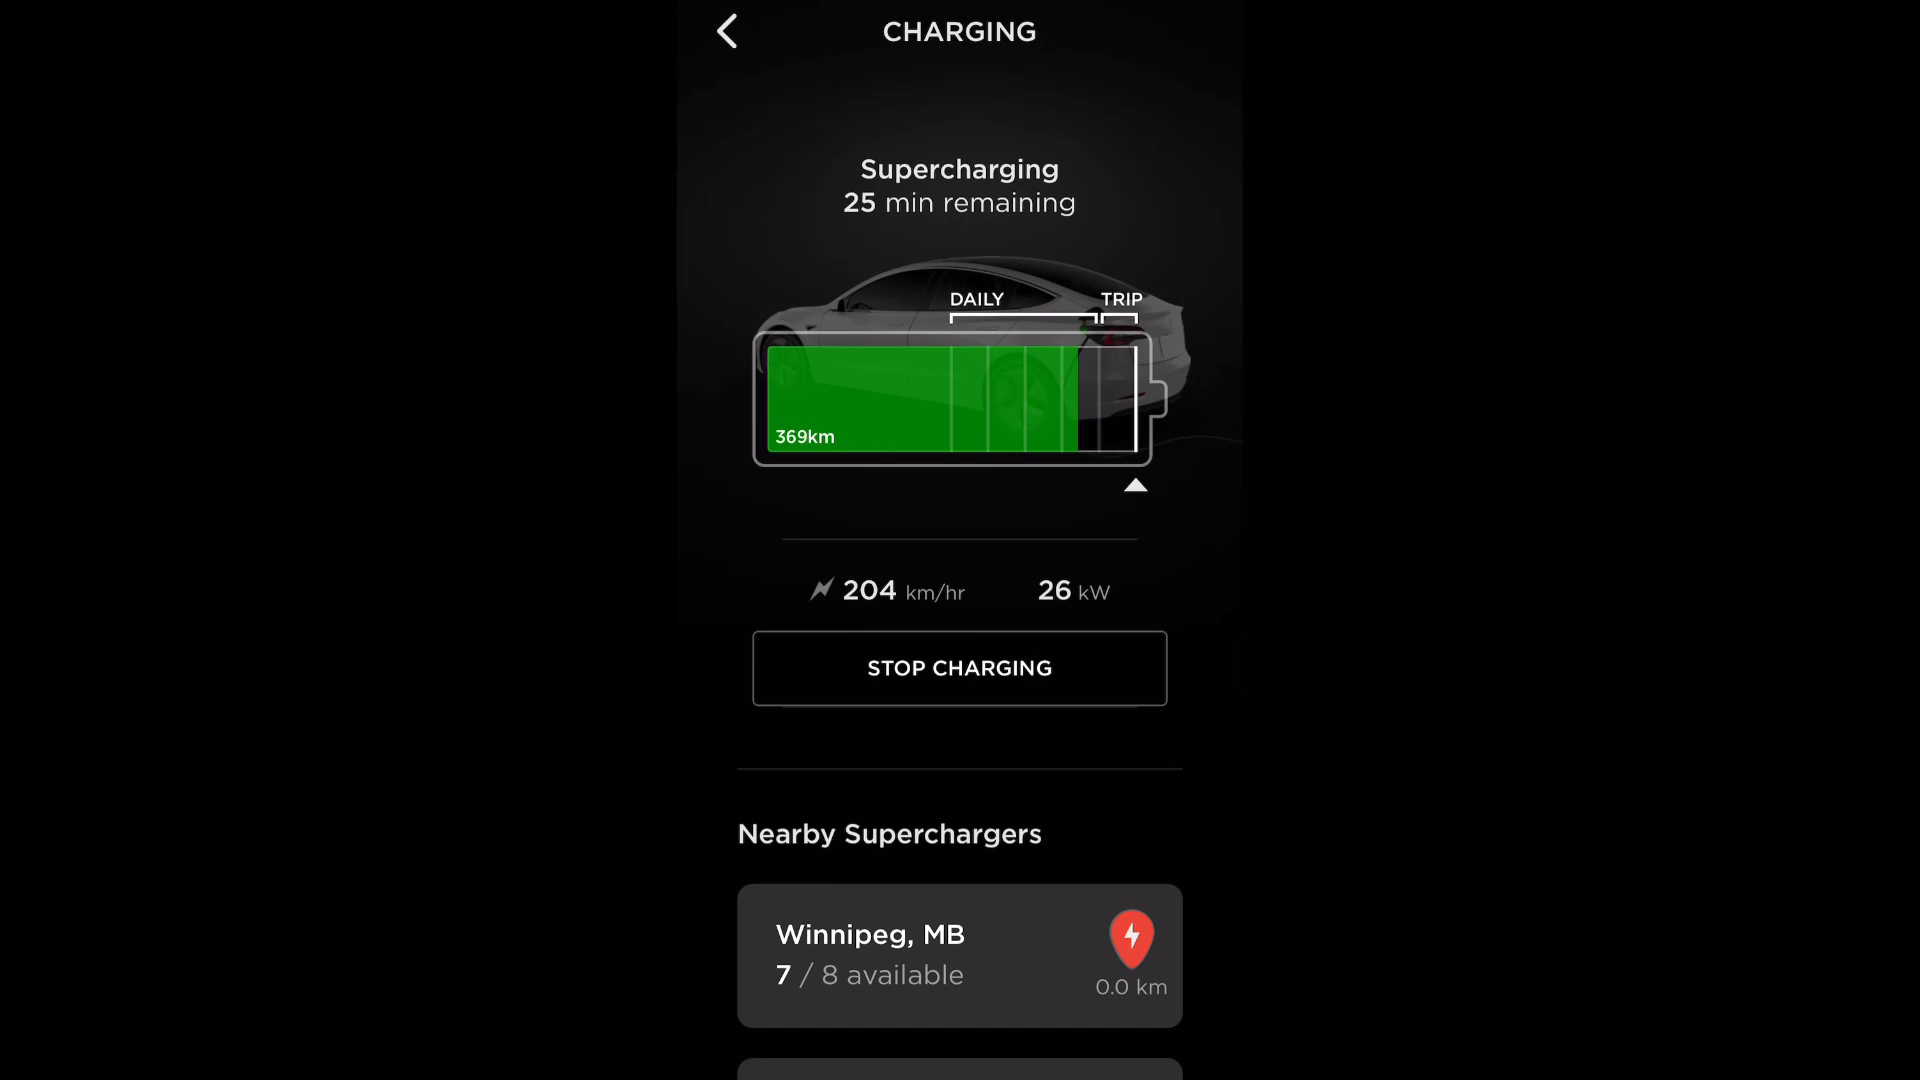 CHARGING
Supercharging
25 min remaining
DAILY TRIP
369km
204 km/hr 26 kW
STOP CHARGING
Nearby Superchargers
Winnipeg, MB
7 / 8 available
0.0 km